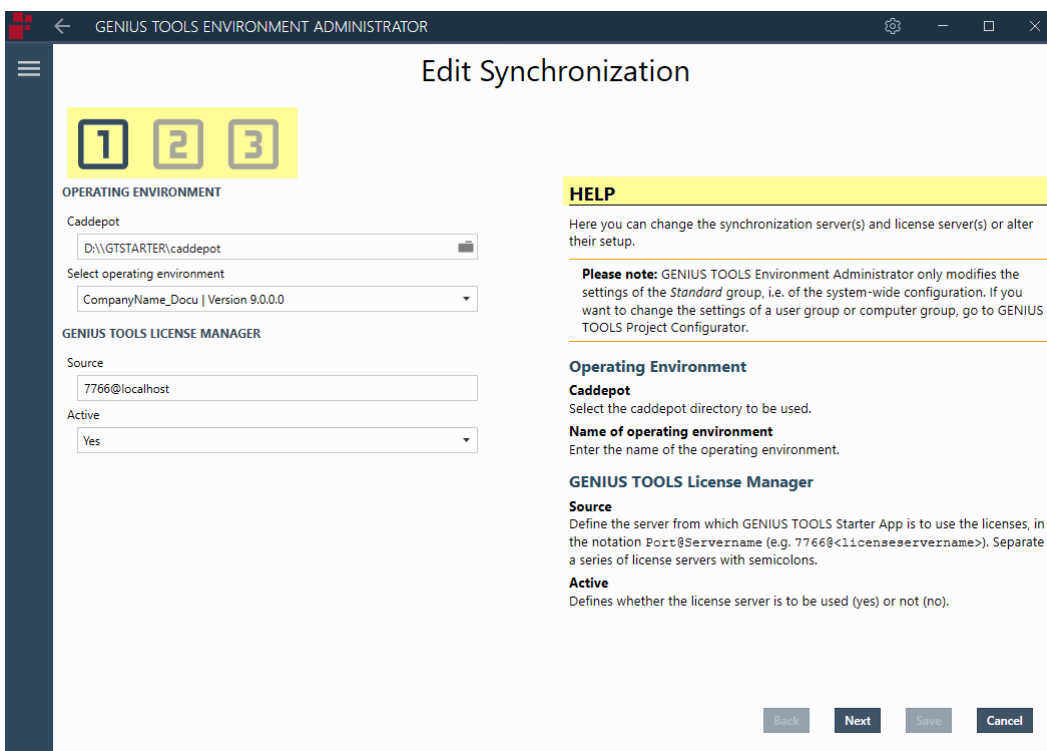 GENIUS TOOLS ENVIRONMENT ADMINISTRATOR
Edit Synchronization
1 2 3
OPERATING ENVIRONMENT
Caddepot
D:\\GTSTARTER\caddepot
Select operating environment
CompanyName_Docu | Version 9.0.0.0
GENIUS TOOLS LICENSE MANAGER
Source
7766@localhost
Active
Yes
HELP
Here you can change the synchronization server(s) and license server(s) or alter
their setup.
Please note: GENIUS TOOLS Environment Administrator only modifies the
settings of the Standard group, i.e. of the system-wide configuration. If you
want to change the settings of a user group or computer group, go to GENIUS
TOOLS Project Configurator.
Operating Environment
Caddepot
Select the caddepot directory to be used.
Name of operating environment
Enter the name of the operating environment.
GENIUS TOOLS License Manager
Source
Define the server from which GENIUS TOOLS Starter App is to use the licenses, in
the notation Port@Servername (e.g. 7766@<licenseservername>). Separate
a series of license servers with semicolons.
Active
Defines whether the license server is to be used (yes) or not (no).
Back Next Save Cancel